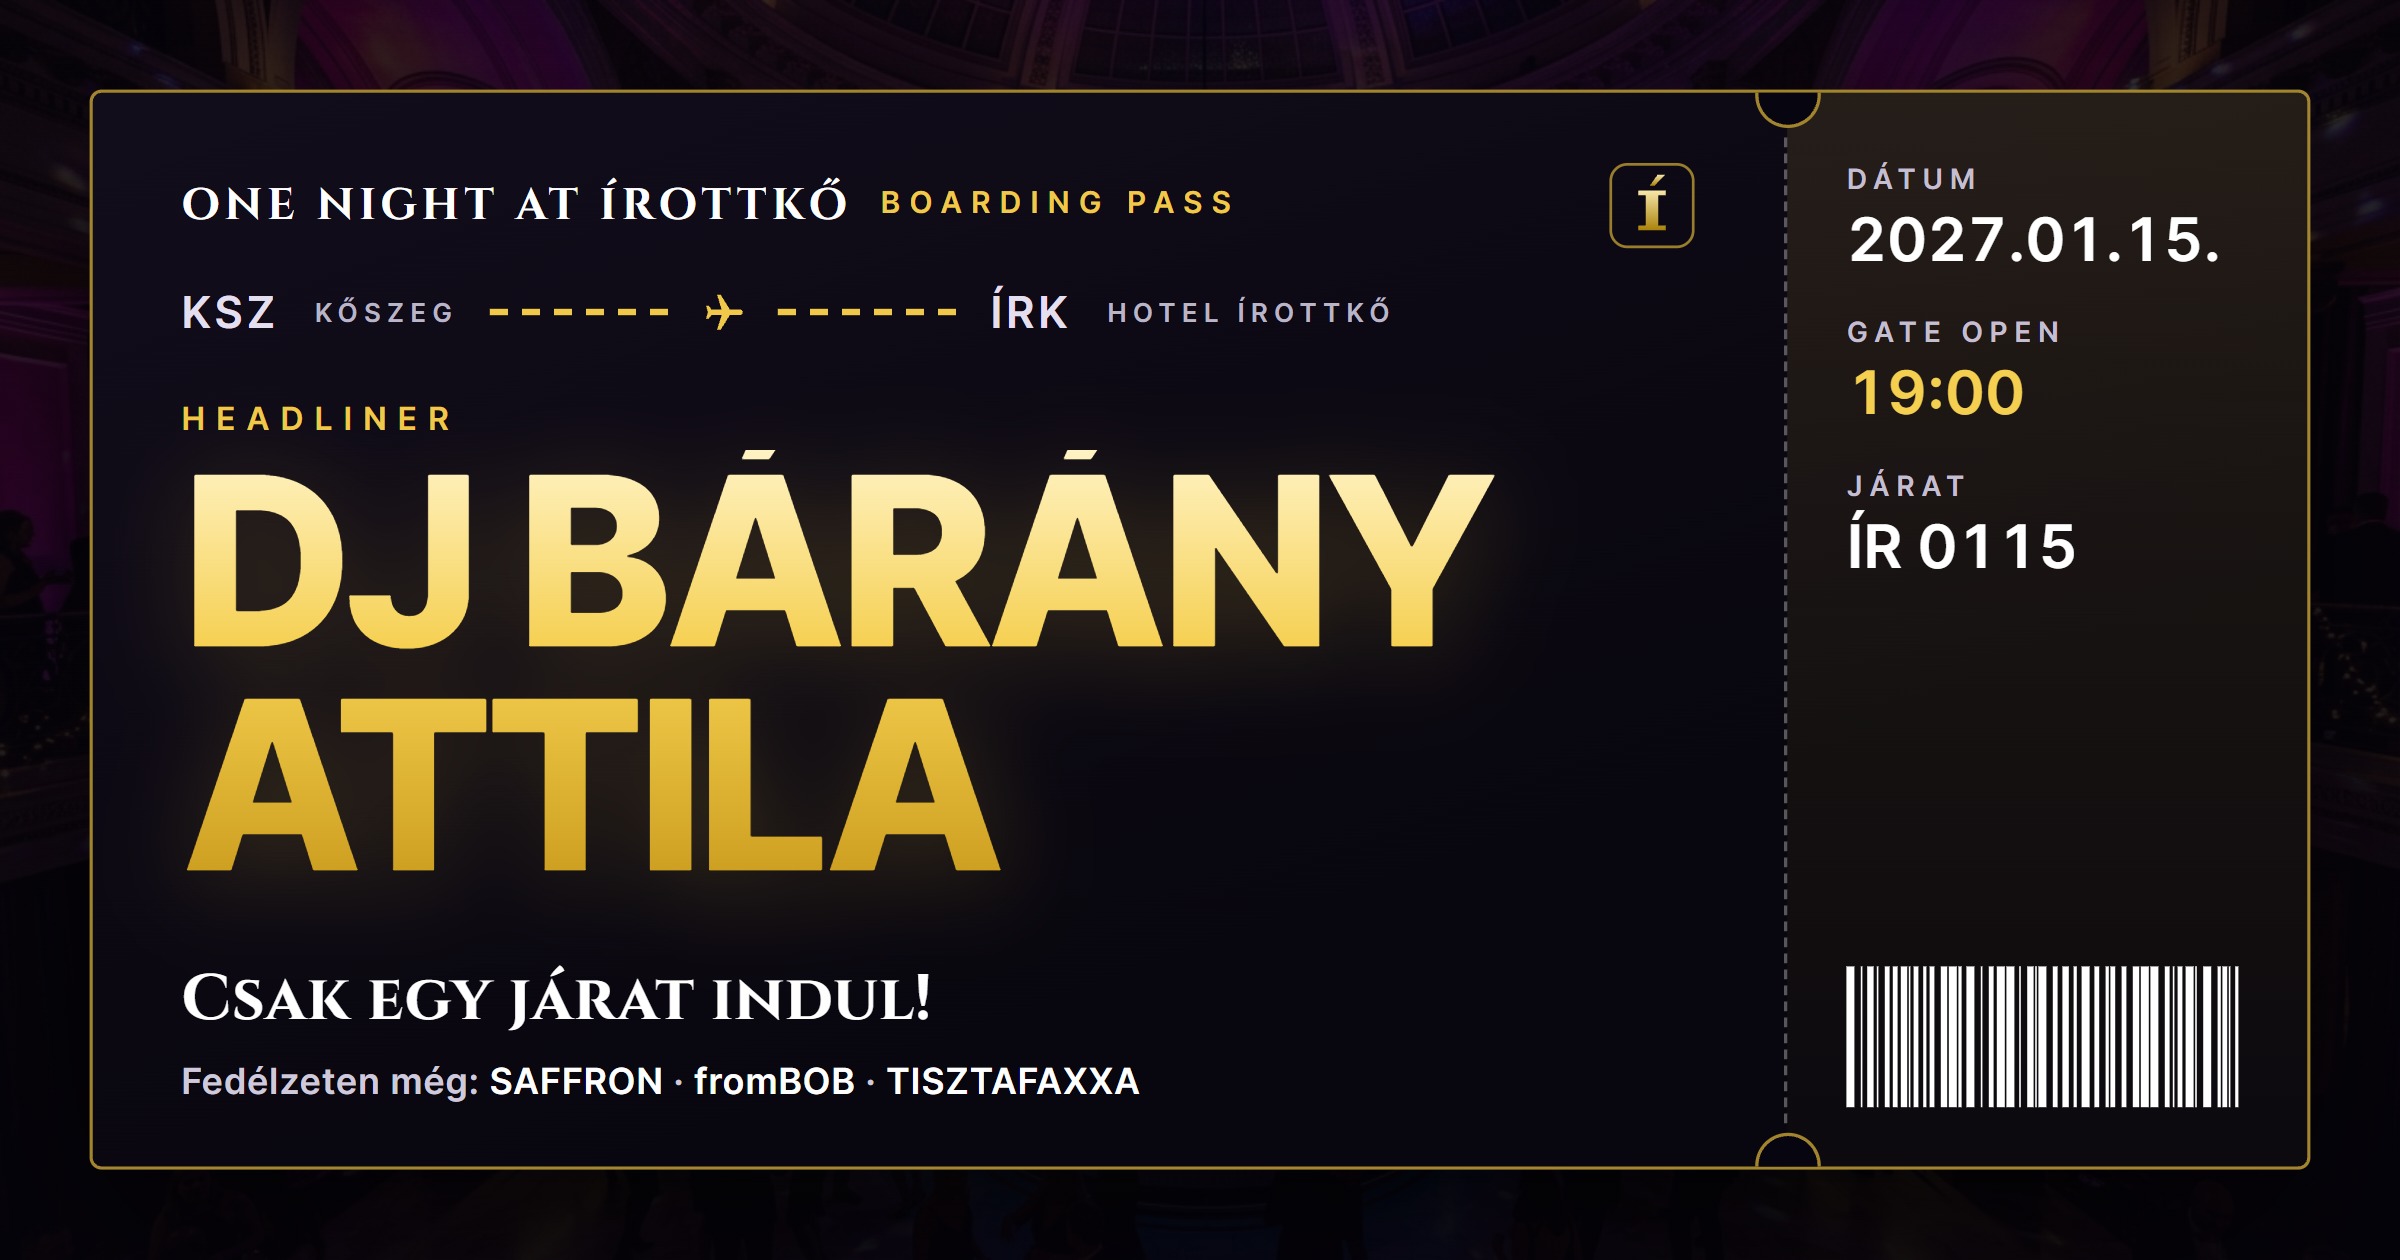 ONE NIGHT AT ÍROTTKŐ BOARDING PASS
Í
KSZ KŐSZEG ÍRK HOTEL ÍROTTKŐ
HEADLINER
DJ BÁRÁNY
ATTILA
Csak egy járat indul!
Fedélzeten még: SAFFRON · fromBOB · TISZTAFAXXA
DÁTUM
2027.01.15.
GATE OPEN
19:00
JÁRAT
ÍR 0115